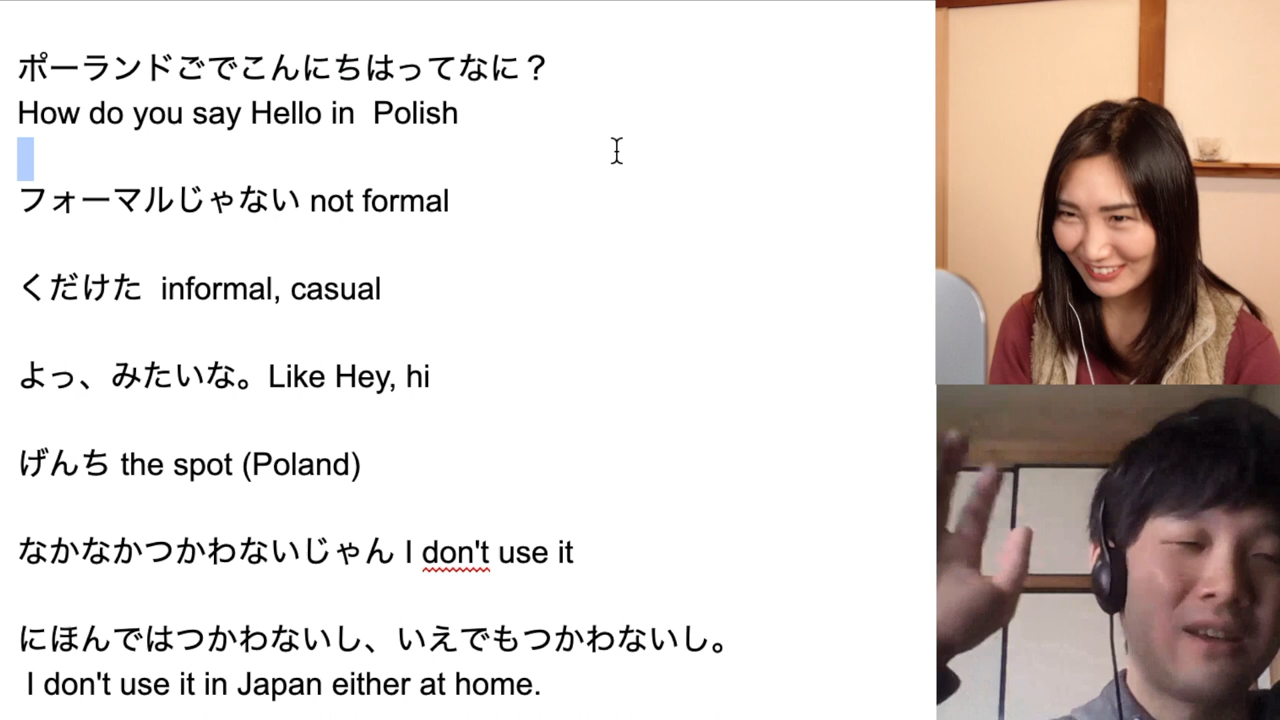 ポーランドごでこんにちはってなに？
How do you say Hello in  Polish
フォーマルじゃない not formal
くだけた  informal, casual
よっ、みたいな。Like Hey, hi
げんち the spot (Poland)
なかなかつかわないじゃん I don't use it
にほんではつかわないし、いえでもつかわないし。
I don't use it in Japan either at home.